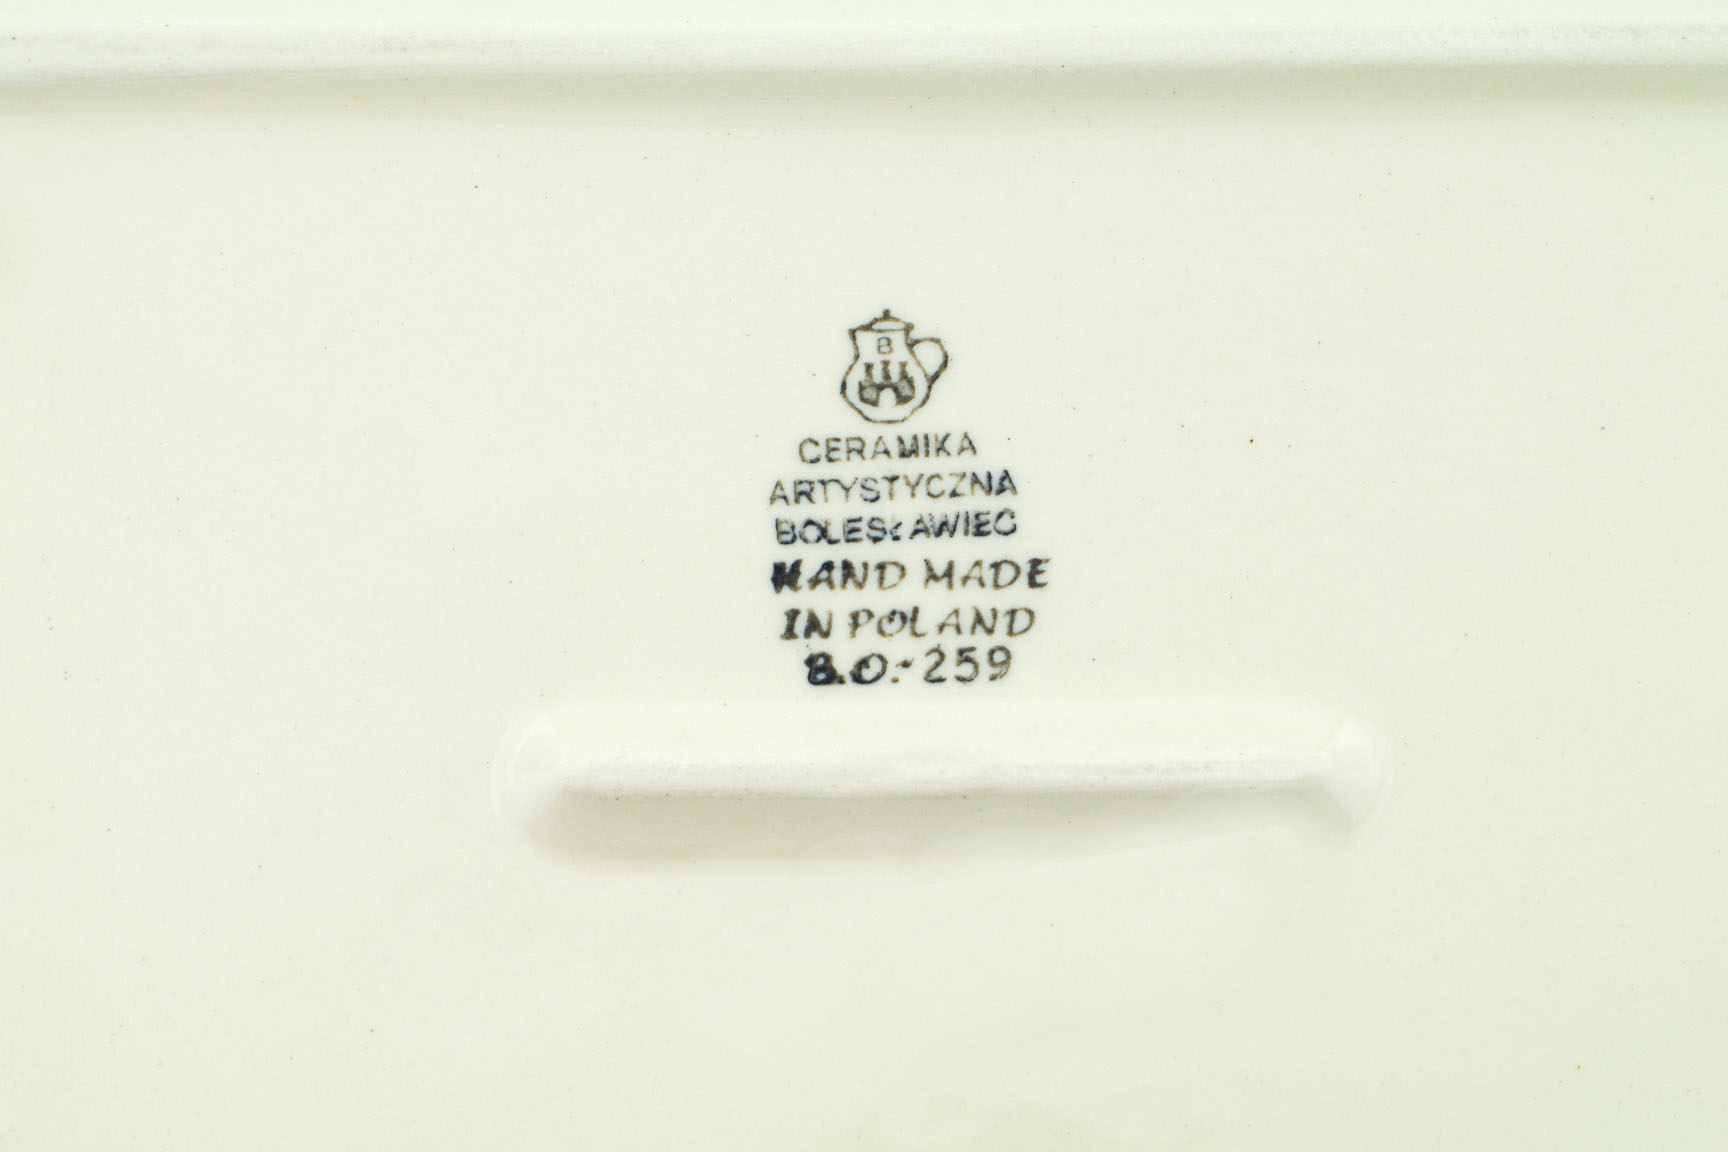 B
CERAMIKA
ARTYSTYCZNA
BOLESŁAWIEC
HAND MADE
IN POLAND
B.O.-259